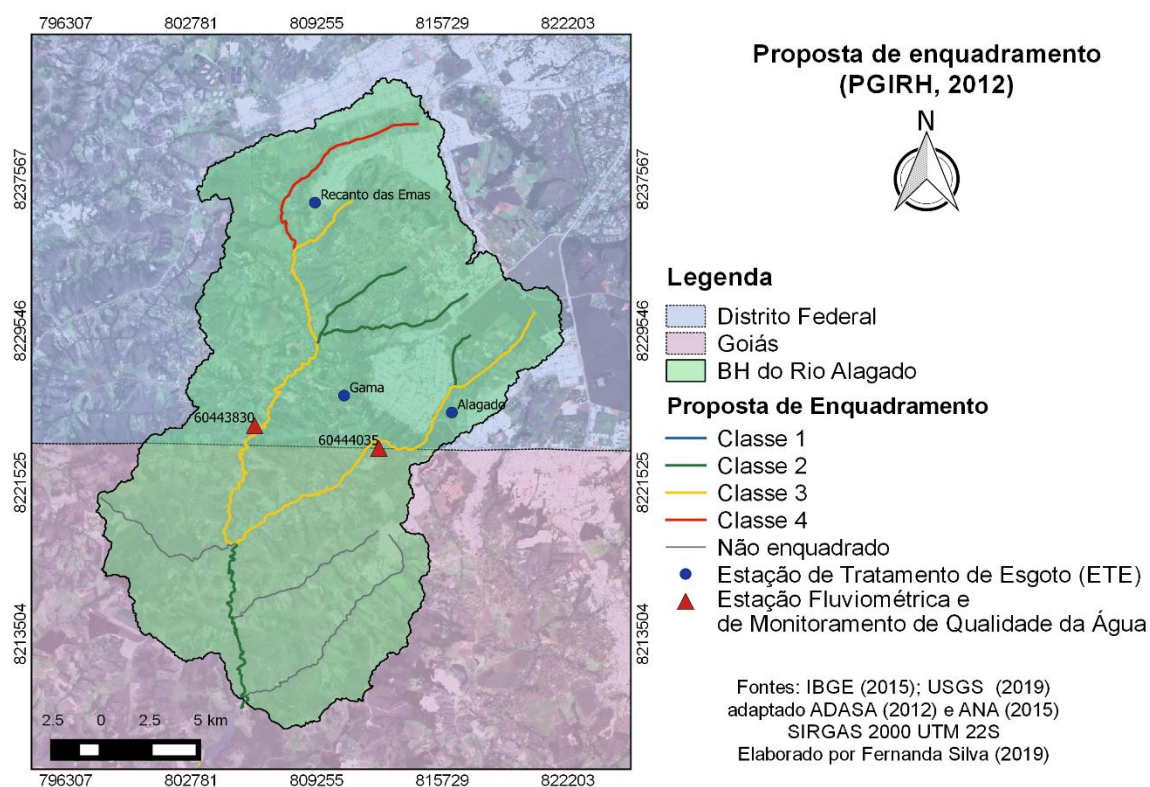 796307 802781 809255 815729 822203
Proposta de enquadramento
(PGIRH, 2012)
N
8237567 8237567
8229546 8229546
8221525 8221525
8213504 8213504
Recanto das Emas
Gama
Alagado
60443830
60444035
2.5 0 2.5 5 km
796307 802781 809255 815729 822203
Legenda
Distrito Federal
Goiás
BH do Rio Alagado
Proposta de Enquadramento
Classe 1
Classe 2
Classe 3
Classe 4
Não enquadrado
Estação de Tratamento de Esgoto (ETE)
Estação Fluviométrica e
de Monitoramento de Qualidade da Água
Fontes: IBGE (2015); USGS (2019)
adaptado ADASA (2012) e ANA (2015)
SIRGAS 2000 UTM 22S
Elaborado por Fernanda Silva (2019)